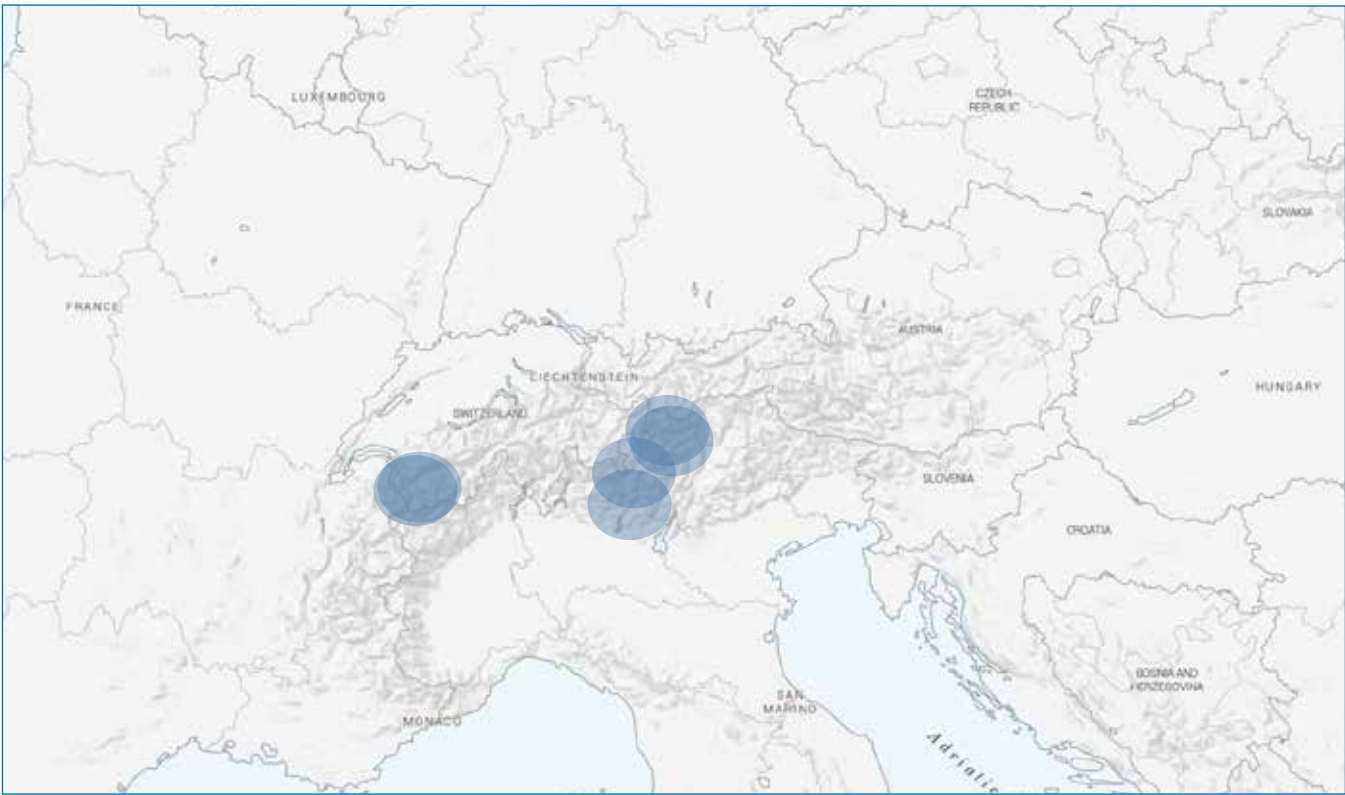 LUXEMBOURG
CZECH
REPUBLIC
SLOVAKIA
FRANCE
AUSTRIA
LIECHTENSTEIN
HUNGARY
SWITZERLAND
SLOVENIA
CROATIA
BOSNIA AND
HERZEGOVINA
SAN
MARINO
MONACO
Adriatic